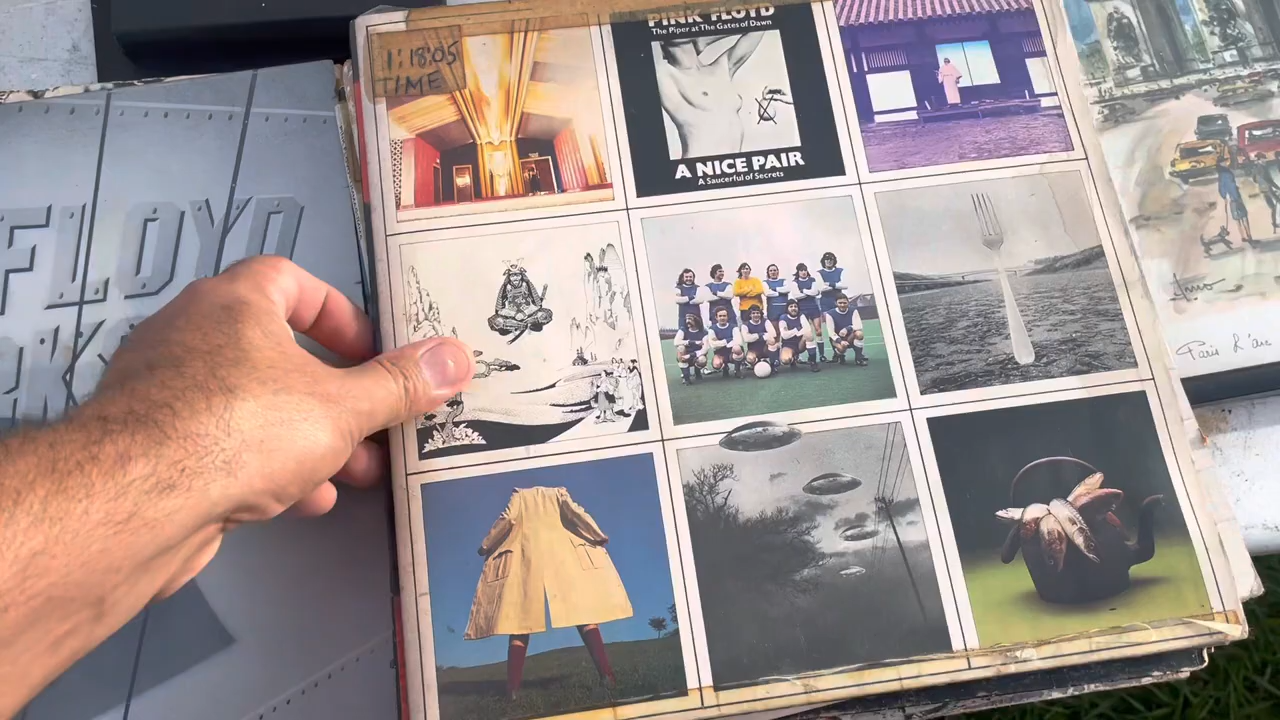 1:18:05
TIME
PINK FLOYD
The Piper at The Gates of Dawn
A NICE PAIR
A Saucerful of Secrets
FLOYD
Paris L'arc